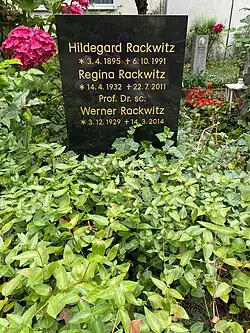 Hildegard Rackwitz
* 3. 4. 1895 + 6. 10. 1991
Regina Rackwitz
* 14. 4. 1932 + 22. 7. 2011
Prof. Dr. sc.
Werner Rackwitz
* 3. 12. 1929 + 14. 3. 2014